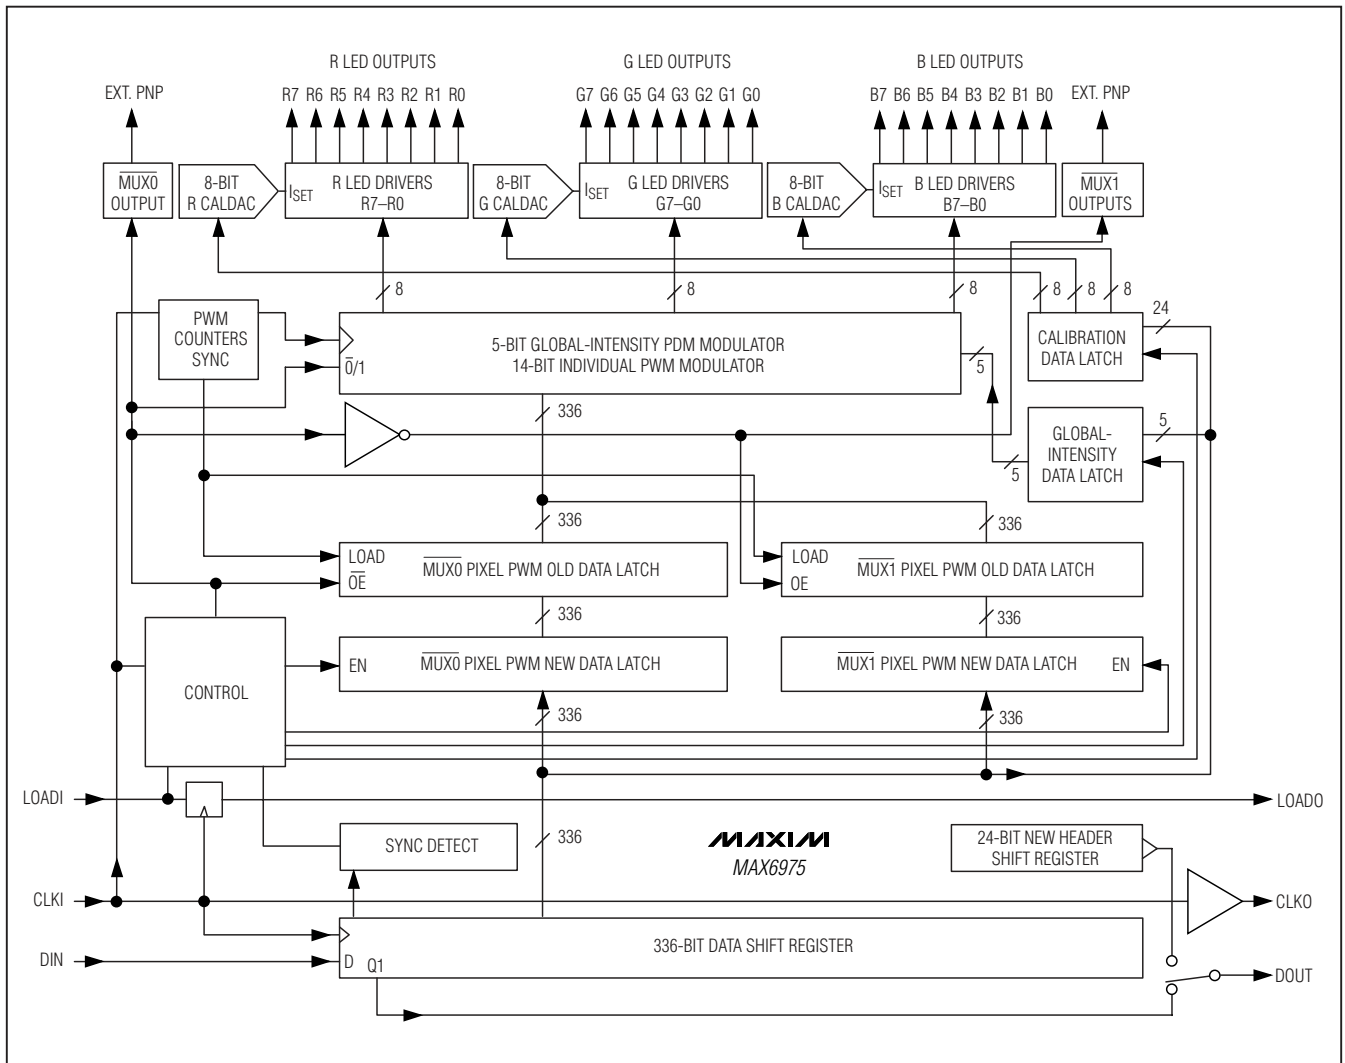 R LED OUTPUTS
G LED OUTPUTS
B LED OUTPUTS
EXT. PNP
R7 R6 R5 R4 R3 R2 R1 R0
G7 G6 G5 G4 G3 G2 G1 G0
B7 B6 B5 B4 B3 B2 B1 B0
EXT. PNP
M̅U̅X̅0̅
OUTPUT
8-BIT
R CALDAC
ISET
R LED DRIVERS
R7–R0
8-BIT
G CALDAC
ISET
G LED DRIVERS
G7–G0
8-BIT
B CALDAC
ISET
B LED DRIVERS
B7–B0
M̅U̅X̅1̅
OUTPUTS
8
8
8
8
8
8
24
PWM
COUNTERS
SYNC
0̅/1
5-BIT GLOBAL-INTENSITY PDM MODULATOR
14-BIT INDIVIDUAL PWM MODULATOR
5
CALIBRATION
DATA LATCH
336
GLOBAL-
INTENSITY
DATA LATCH
5
5
336
336
LOAD
O̅E̅
M̅U̅X̅0̅ PIXEL PWM OLD DATA LATCH
LOAD
OE
M̅U̅X̅1̅ PIXEL PWM OLD DATA LATCH
336
336
CONTROL
EN
M̅U̅X̅0̅ PIXEL PWM NEW DATA LATCH
M̅U̅X̅1̅ PIXEL PWM NEW DATA LATCH
EN
336
336
LOADI
LOADO
SYNC DETECT
336
MAXIM
MAX6975
24-BIT NEW HEADER
SHIFT REGISTER
CLKI
CLKO
DIN
D
Q1
336-BIT DATA SHIFT REGISTER
DOUT